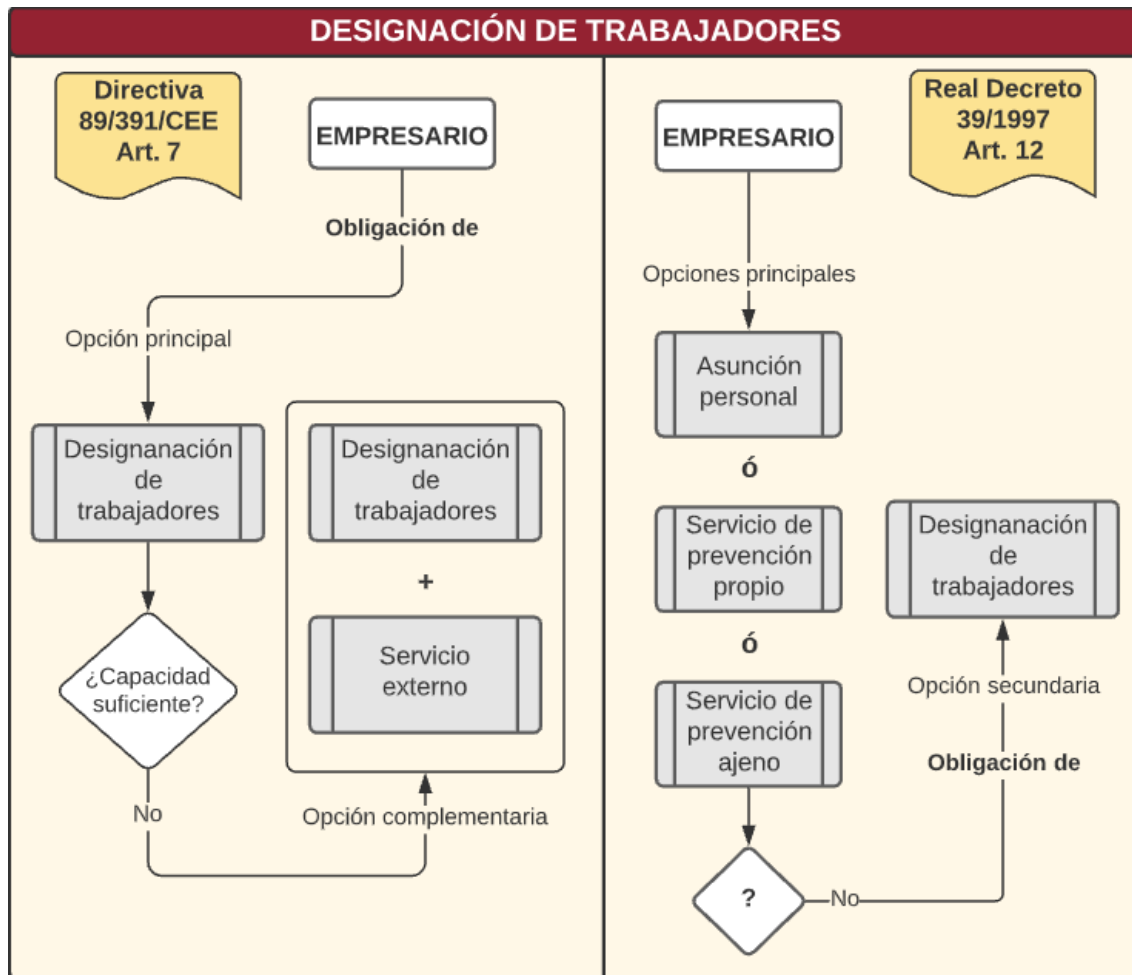 DESIGNACIÓN DE TRABAJADORES
Directiva
89/391/CEE
Art. 7
EMPRESARIO
Obligación de
Opción principal
Designanación
de
trabajadores
¿Capacidad
suficiente?
No
Opción complementaria
Designanación
de
trabajadores
+
Servicio
externo
EMPRESARIO
Real Decreto
39/1997
Art. 12
Opciones principales
Asunción
personal
ó
Servicio de
prevención
propio
ó
Servicio de
prevención
ajeno
?
No
Obligación de
Opción secundaria
Designanación
de
trabajadores